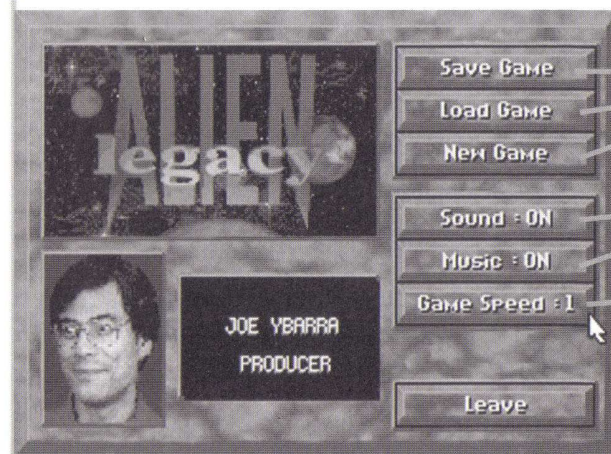 ALIEN
legacy
Save Game
Load Game
New Game
Sound : ON
Music : ON
Game Speed : 1
JOE YBARRA
PRODUCER
Leave